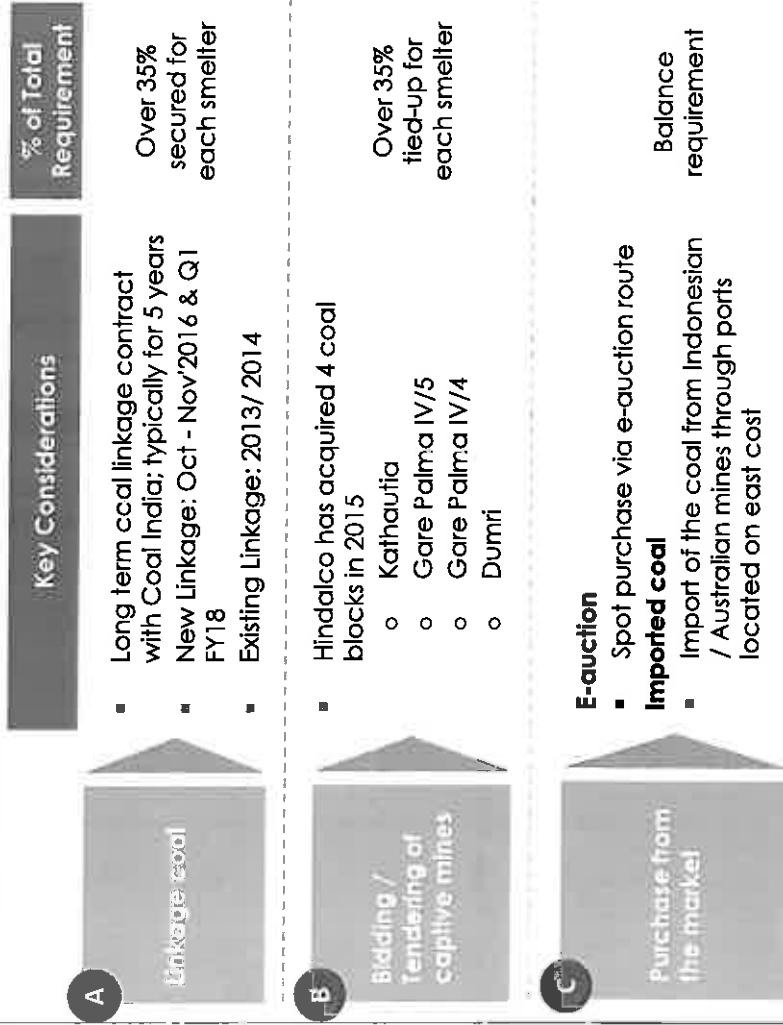 Key Considerations
% of Total
Requirement
A
Linkage coal
▪ Long term ccal linkage contract
with Coal India; typically for 5 years
▪ New Linkage: Oct - Nov'2016 & Q1
FY18
▪ Existing Linkage: 2013/ 2014
Over 35%
secured for
each smelter
B
Bidding /
Tendering of
captive mines
▪ Hindalco has acquired 4 coal
blocks in 2015
o Kathautia
o Gare Palma IV/5
o Gare Palma IV/4
o Dumri
Over 35%
tied-up for
each smelter
C
Purchase from
the market
E-auction
▪ Spot purchase via e-auction route
Imported coal
▪ Import of the coal from Indonesian
/ Australian mines through ports
located on east cost
Balance
requirement